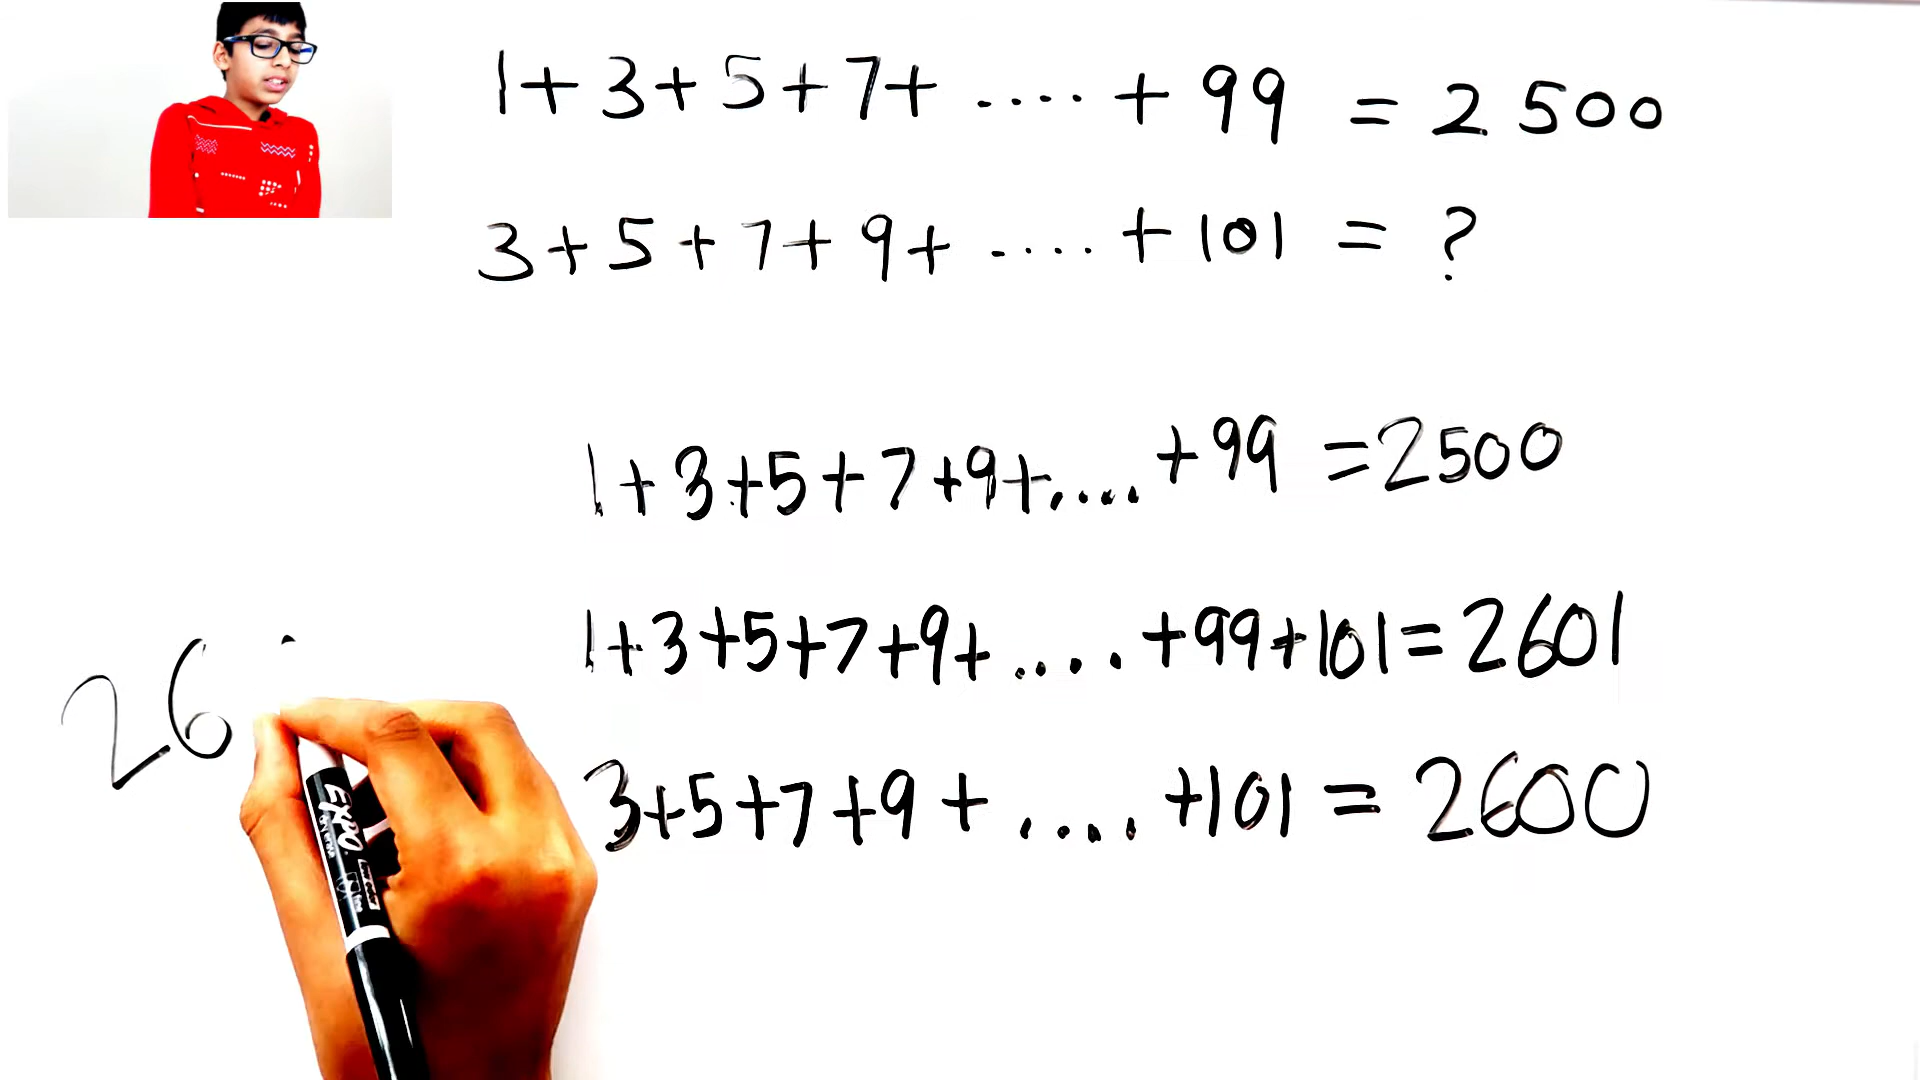 1+3+5+7+ .... + 99 = 2500
3+5+7+9+ .... +101 = ?
1+3+5+7+9+.... +99 =2500
1+3+5+7+9+ .... +99+101=2601
26
3+5+7+9+ .... +101 = 2600
EXPO